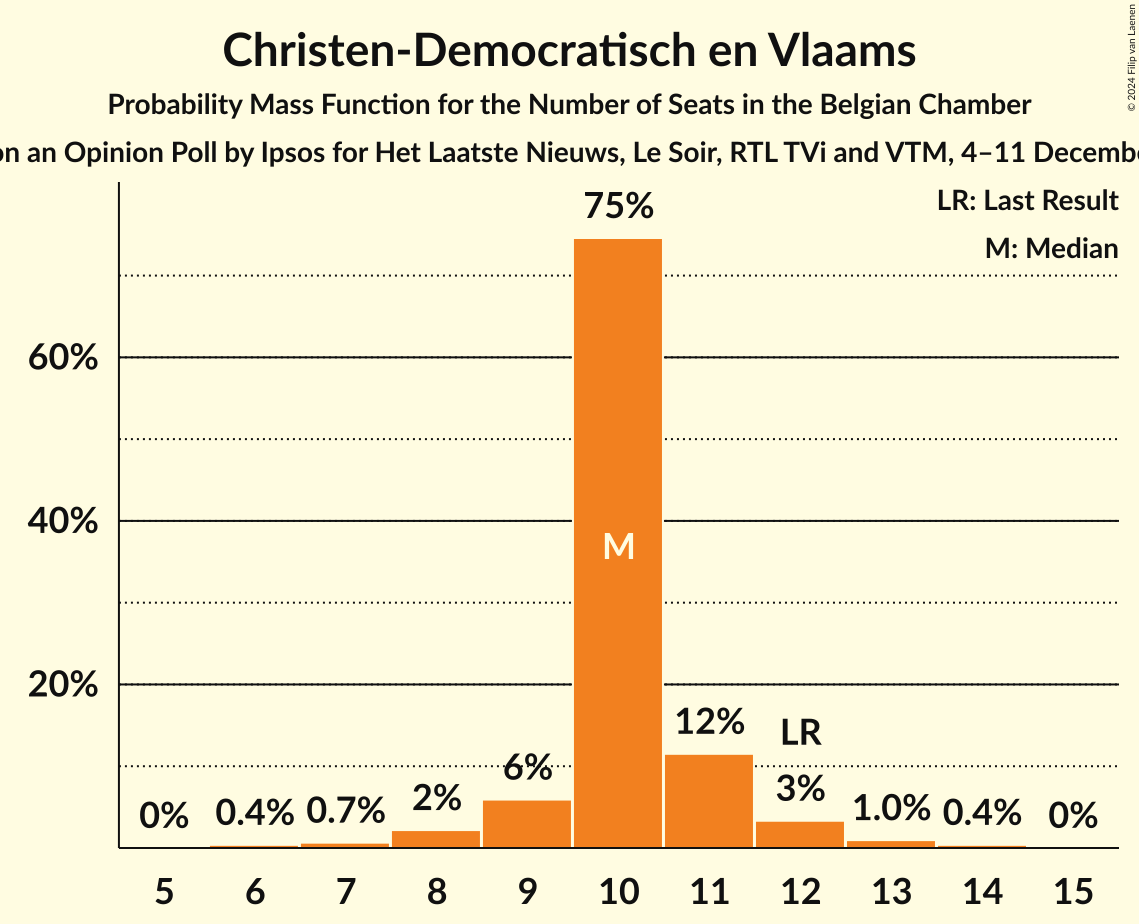 Christen-Democratisch en Vlaams
Probability Mass Function for the Number of Seats in the Belgian Chamber
on an Opinion Poll by Ipsos for Het Laatste Nieuws, Le Soir, RTL TVi and VTM, 4–11
© 2024 Filip van Laenen
LR: Last Result
M: Median
75%
60%
40%
20%
M
12%
LR
6%
3%
2%
0%
0.4%
0.7%
1.0%
0.4%
0%
5 6 7 8 9 10 11 12 13 14 15